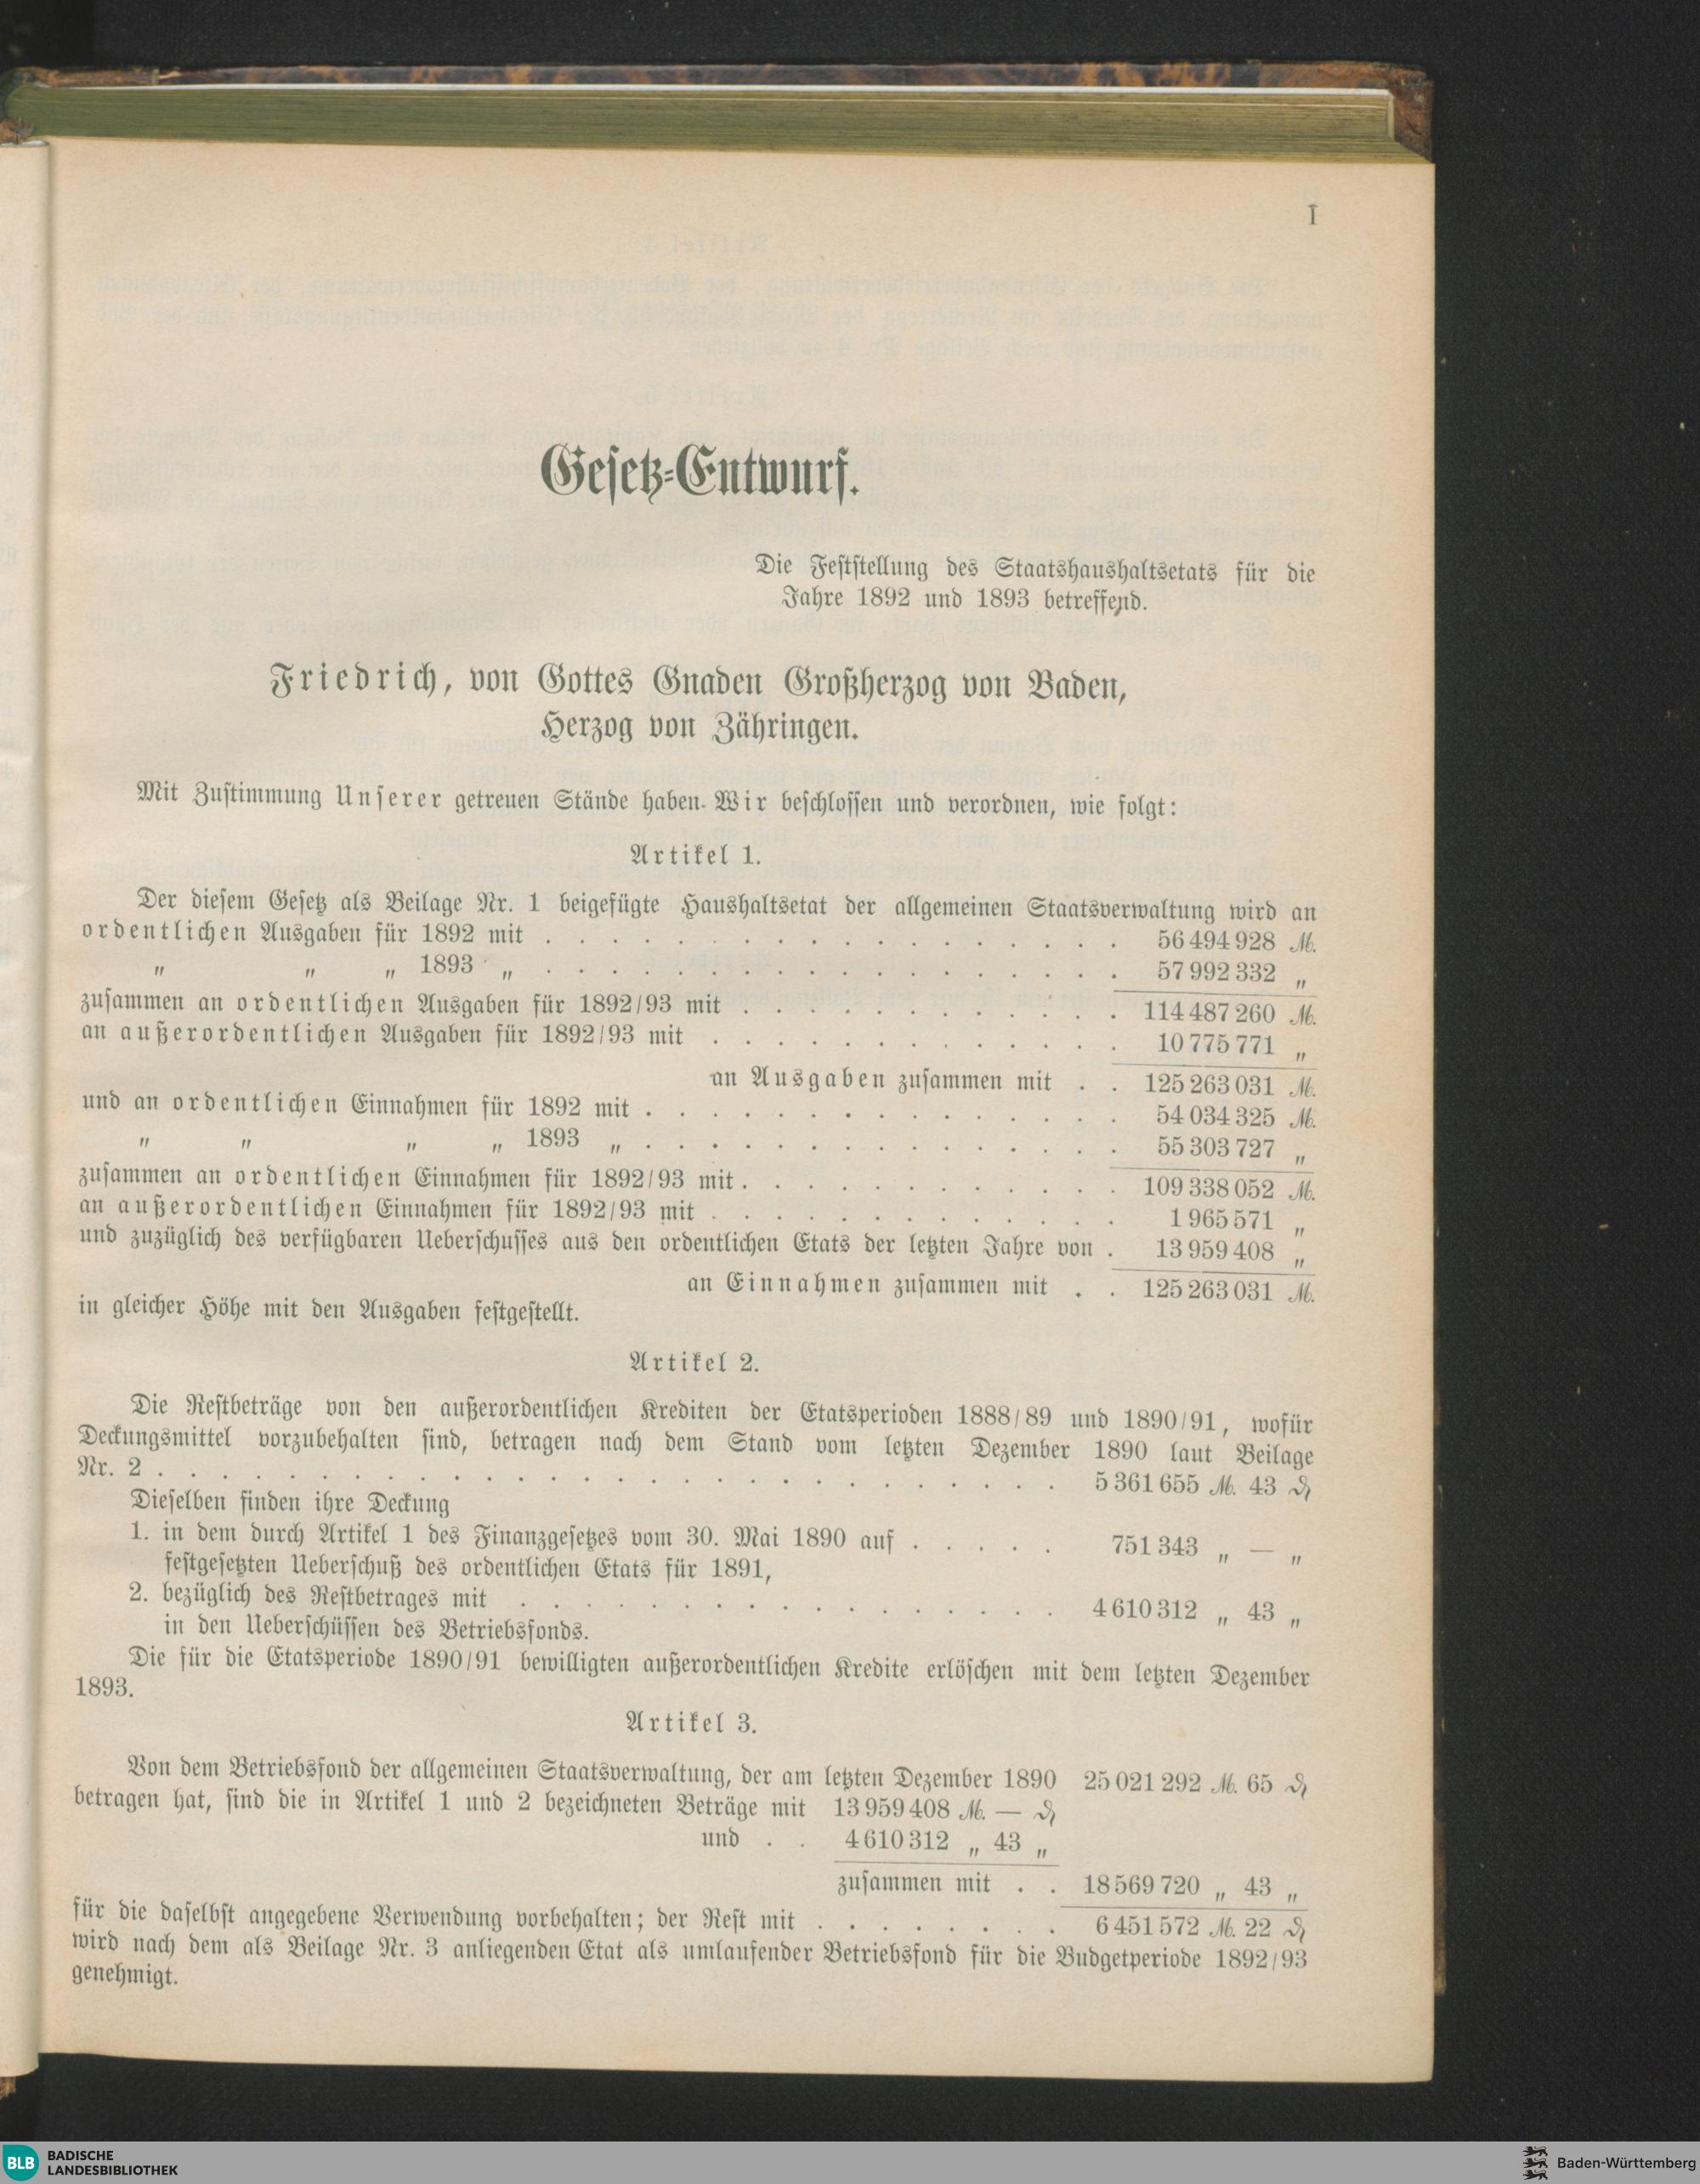 I
Gesetz-Entwurf.
Die Feststellung des Staatshaushaltsetats für die
Jahre 1892 und 1893 betreffend.
Friedrich, von Gottes Gnaden Großherzog von Baden,
Herzog von Zähringen.
Mit Zustimmung Unserer getreuen Stände haben Wir beschlossen und verordnen, wie folgt:
Artikel 1.
Der diesem Gesetz als Beilage Nr. 1 beigefügte Haushaltsetat der allgemeinen Staatsverwaltung wird an
ordentlichen Ausgaben für 1892 mit . . . . . . . . . . . . . . . . . . 56 494 928 M.
„ „ „ 1893 „ . . . . . . . . . . . . . . . . . . 57 992 332 „
zusammen an ordentlichen Ausgaben für 1892/93 mit . . . . . . . . . . . . 114 487 260 M.
an außerordentlichen Ausgaben für 1892/93 mit . . . . . . . . . . . . . 10 775 771 „
an Ausgaben zusammen mit . . 125 263 031 M.
und an ordentlichen Einnahmen für 1892 mit . . . . . . . . . . . . . . . 54 034 325 M.
„ „ „ „ 1893 „ . . . . . . . . . . . . . . . 55 303 727 „
zusammen an ordentlichen Einnahmen für 1892/93 mit . . . . . . . . . . . . 109 338 052 M.
an außerordentlichen Einnahmen für 1892/93 mit . . . . . . . . . . . . . 1 965 571 „
und zuzüglich des verfügbaren Ueberschusses aus den ordentlichen Etats der letzten Jahre von . 13 959 408 „
an Einnahmen zusammen mit . . 125 263 031 M.
in gleicher Höhe mit den Ausgaben festgestellt.
Artikel 2.
Die Restbeträge von den außerordentlichen Krediten der Etatsperioden 1888/89 und 1890/91, wofür
Deckungsmittel vorzubehalten sind, betragen nach dem Stand vom letzten Dezember 1890 laut Beilage
Nr. 2 . . . . . . . . . . . . . . . . . . . . . . . . . . . . 5 361 655 M. 43 ₰
Dieselben finden ihre Deckung
1. in dem durch Artikel 1 des Finanzgesetzes vom 30. Mai 1890 auf . . . . . 751 343 „ — „
festgesetzten Ueberschuß des ordentlichen Etats für 1891,
2. bezüglich des Restbetrages mit . . . . . . . . . . . . . . . . . 4 610 312 „ 43 „
in den Ueberschüssen des Betriebsfonds.
Die für die Etatsperiode 1890/91 bewilligten außerordentlichen Kredite erlöschen mit dem letzten Dezember
1893.
Artikel 3.
Von dem Betriebsfond der allgemeinen Staatsverwaltung, der am letzten Dezember 1890 25 021 292 M. 65 ₰
betragen hat, sind die in Artikel 1 und 2 bezeichneten Beträge mit 13 959 408 M. — ₰
und . . 4 610 312 „ 43 „
zusammen mit . . 18 569 720 „ 43 „
für die daselbst angegebene Verwendung vorbehalten; der Rest mit . . . . . . . . 6 451 572 M. 22 ₰
wird nach dem als Beilage Nr. 3 anliegenden Etat als umlaufender Betriebsfond für die Budgetperiode 1892/93
genehmigt.
BLB BADISCHE
LANDESBIBLIOTHEK
Baden-Württemberg